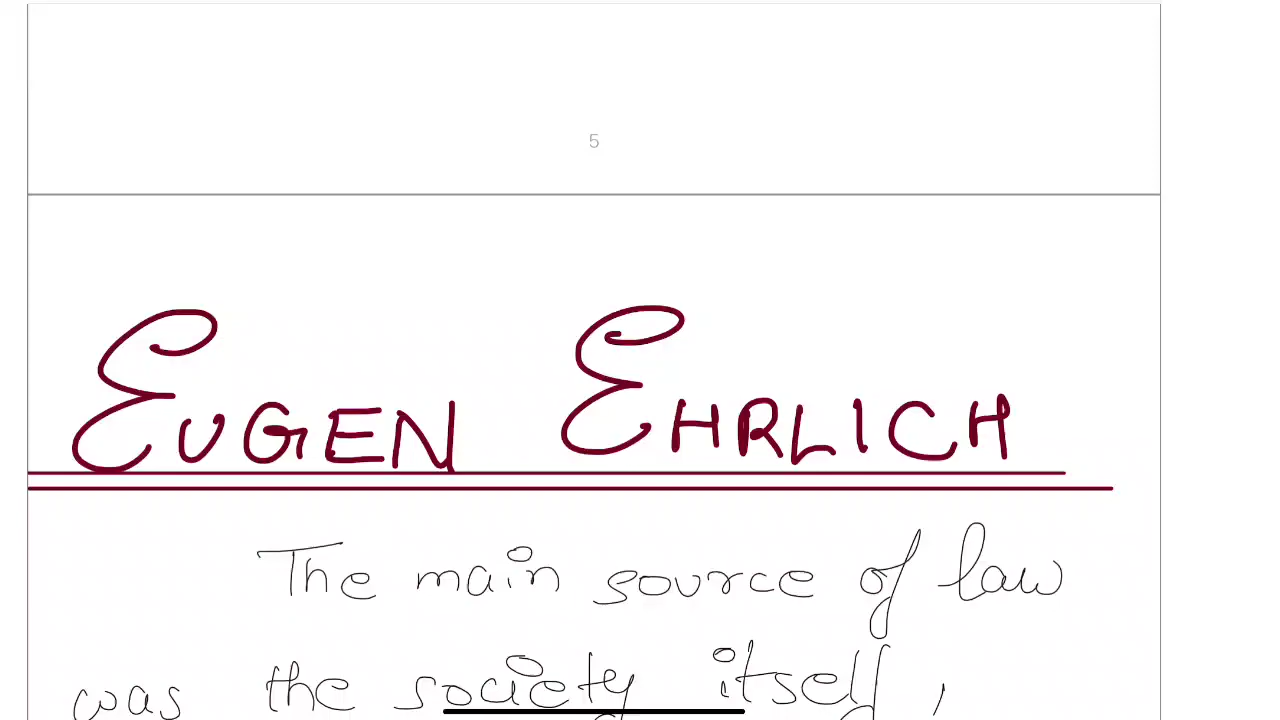 5
EUGEN EHRLICH
The main source of law
was the society itself,